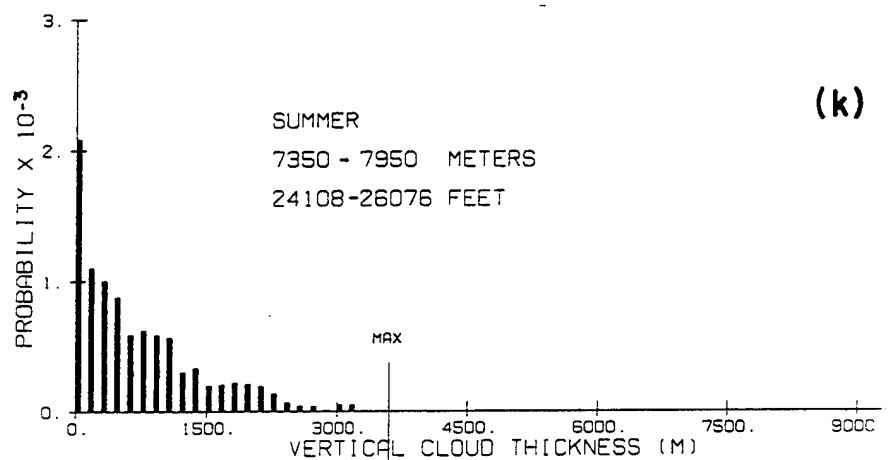 3.
(k)
SUMMER
7350 - 7950 METERS
24108-26076 FEET
2.
1.
0.
PROBABILITY X 10-3
MAX
0. 1500. 3000. 4500. 6000. 7500. 9000
VERTICAL CLOUD THICKNESS (M)